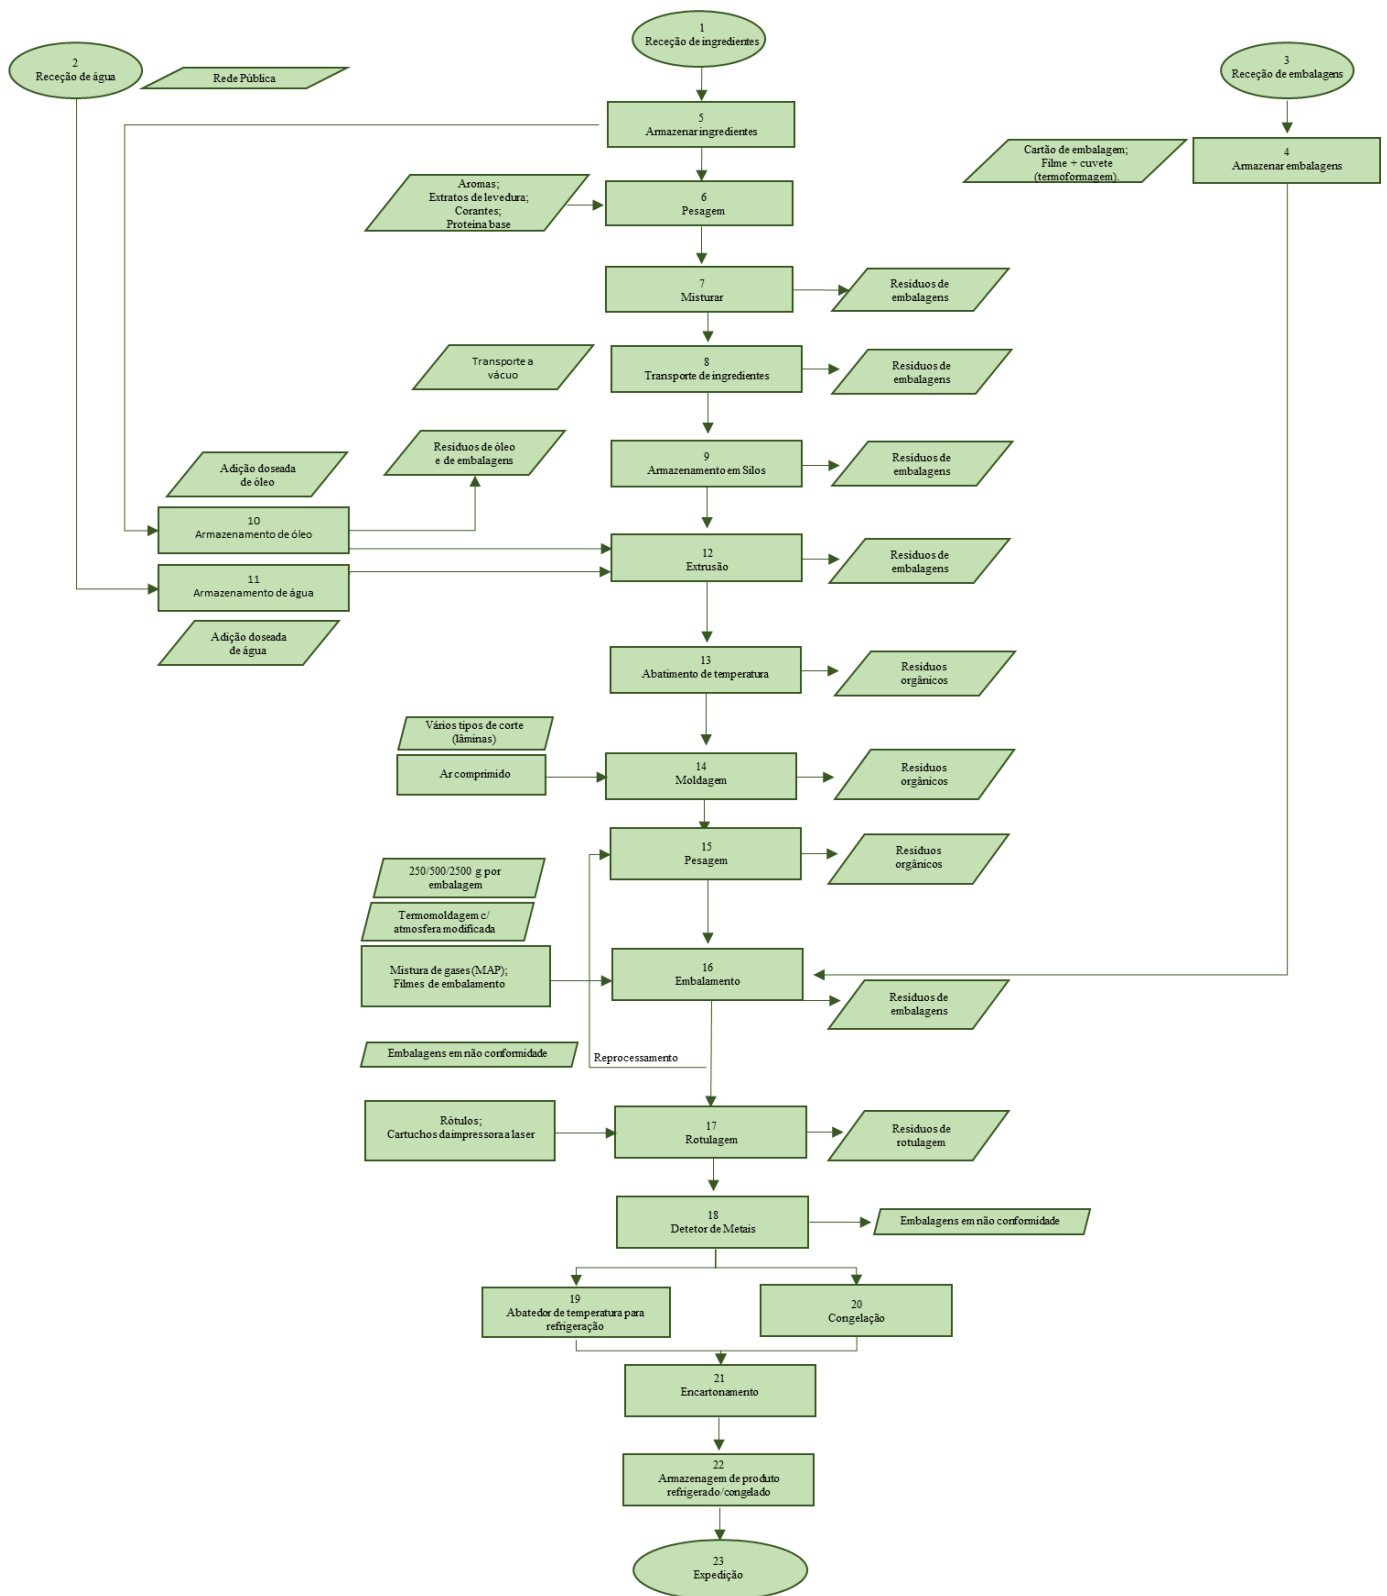 1
Receção de ingredientes
2
Receção de água
Rede Pública
3
Receção de embalagens
5
Armazenar ingredientes
Cartão de embalagem;
Filme + cuvete
(termoformagem).
4
Armazenar embalagens
Aromas;
Extratos de levedura;
Corantes;
Proteína base
6
Pesagem
7
Misturar
Resíduos de
embalagens
Transporte a
vácuo
8
Transporte de ingredientes
Resíduos de
embalagens
Resíduos de óleo
e de embalagens
9
Armazenamento em Silos
Resíduos de
embalagens
Adição doseada
de óleo
10
Armazenamento de óleo
12
Extrusão
Resíduos de
embalagens
11
Armazenamento de água
Adição doseada
de água
13
Abatimento de temperatura
Resíduos
orgânicos
Vários tipos de corte
(lâminas)
Ar comprimido
14
Moldagem
Resíduos
orgânicos
15
Pesagem
Resíduos
orgânicos
250/500/2500 g por
embalagem
Termomoldagem c/
atmosfera modificada
Mistura de gases (MAP);
Filmes de embalamento
16
Embalamento
Resíduos de
embalagens
Embalagens em não conformidade
Reprocessamento
Rótulos;
Cartuchos da impressora a laser
17
Rotulagem
Resíduos de
rotulagem
18
Detetor de Metais
Embalagens em não conformidade
19
Abatedor de temperatura para
refrigeração
20
Congelação
21
Encartonamento
22
Armazenagem de produto
refrigerado/congelado
23
Expedição